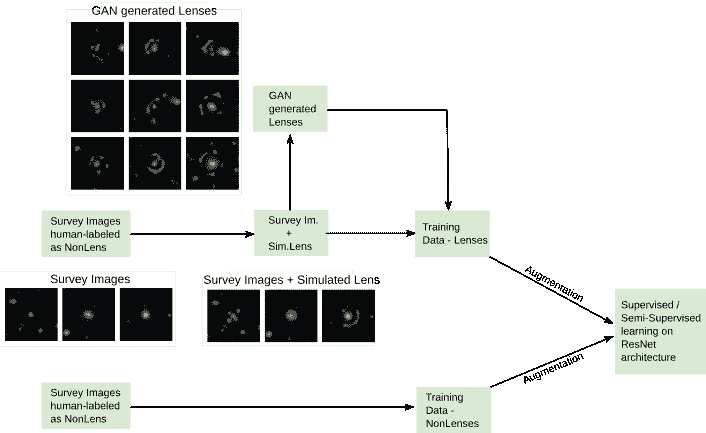 GAN generated Lenses
GAN
generated
Lenses
Survey Images
human-labeled
as NonLens
Survey Im.
+
Sim.Lens
Training
Data - Lenses
Survey Images
Survey Images + Simulated Lens
Augmentation
Supervised /
Semi-Supervised
learning on
ResNet
architecture
Augmentation
Survey Images
human-labeled
as NonLens
Training
Data -
NonLenses